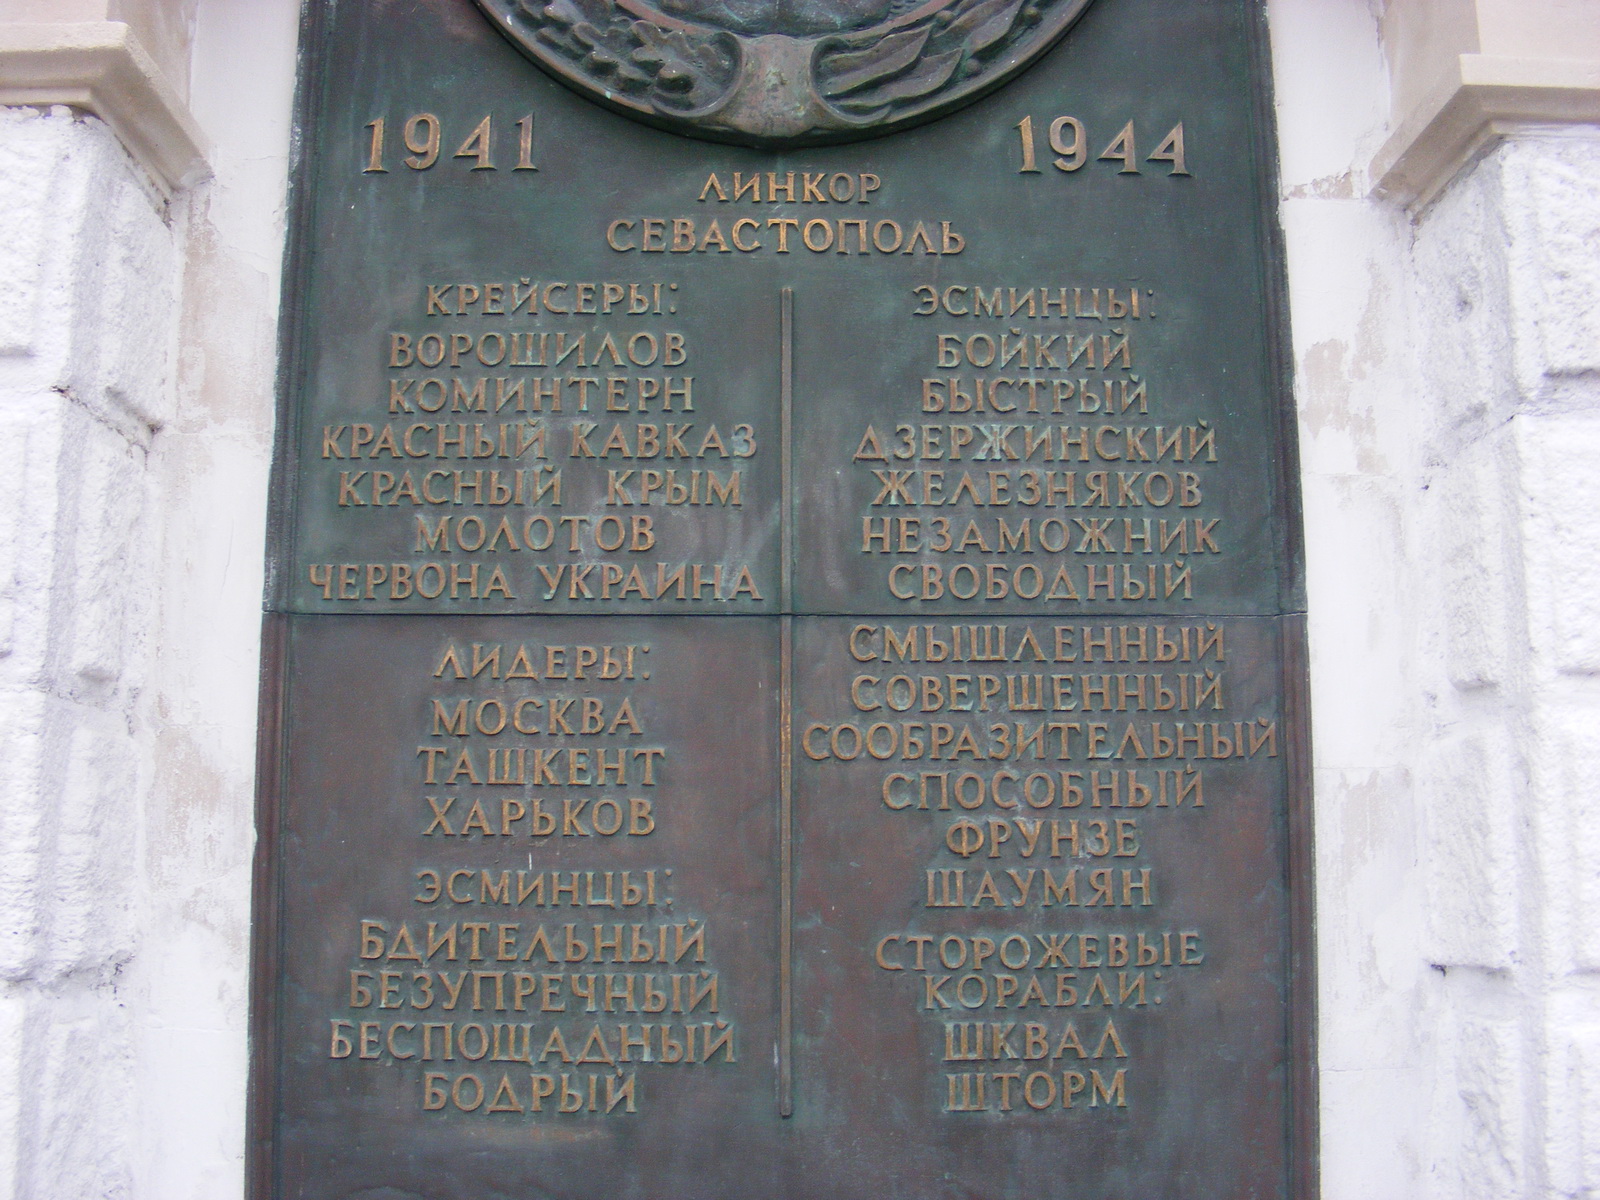 1941
1944
ЛИНКОР
СЕВАСТОПОЛЬ
КРЕЙСЕРЫ:
ВОРОШИЛОВ
КОМИНТЕРН
КРАСНЫЙ КАВКАЗ
КРАСНЫЙ КРЫМ
МОЛОТОВ
ЧЕРВОНА УКРАИНА
ЛИДЕРЫ:
МОСКВА
ТАШКЕНТ
ХАРЬКОВ
ЭСМИНЦЫ:
БДИТЕЛЬНЫЙ
БЕЗУПРЕЧНЫЙ
БЕСПОЩАДНЫЙ
БОДРЫЙ
ЭСМИНЦЫ:
БОЙКИЙ
БЫСТРЫЙ
ДЗЕРЖИНСКИЙ
ЖЕЛЕЗНЯКОВ
НЕЗАМОЖНИК
СВОБОДНЫЙ
СМЫШЛЕННЫЙ
СОВЕРШЕННЫЙ
СООБРАЗИТЕЛЬНЫЙ
СПОСОБНЫЙ
ФРУНЗЕ
ШАУМЯН
СТОРОЖЕВЫЕ
КОРАБЛИ:
ШКВАЛ
ШТОРМ